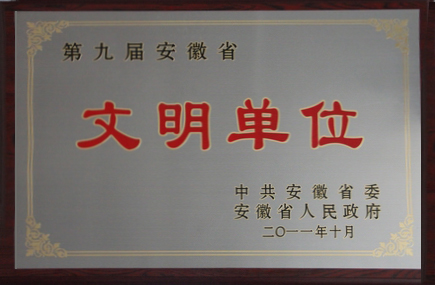 第九届安徽省
文明单位
中共安徽省委
安徽省人民政府
二〇一一年十月